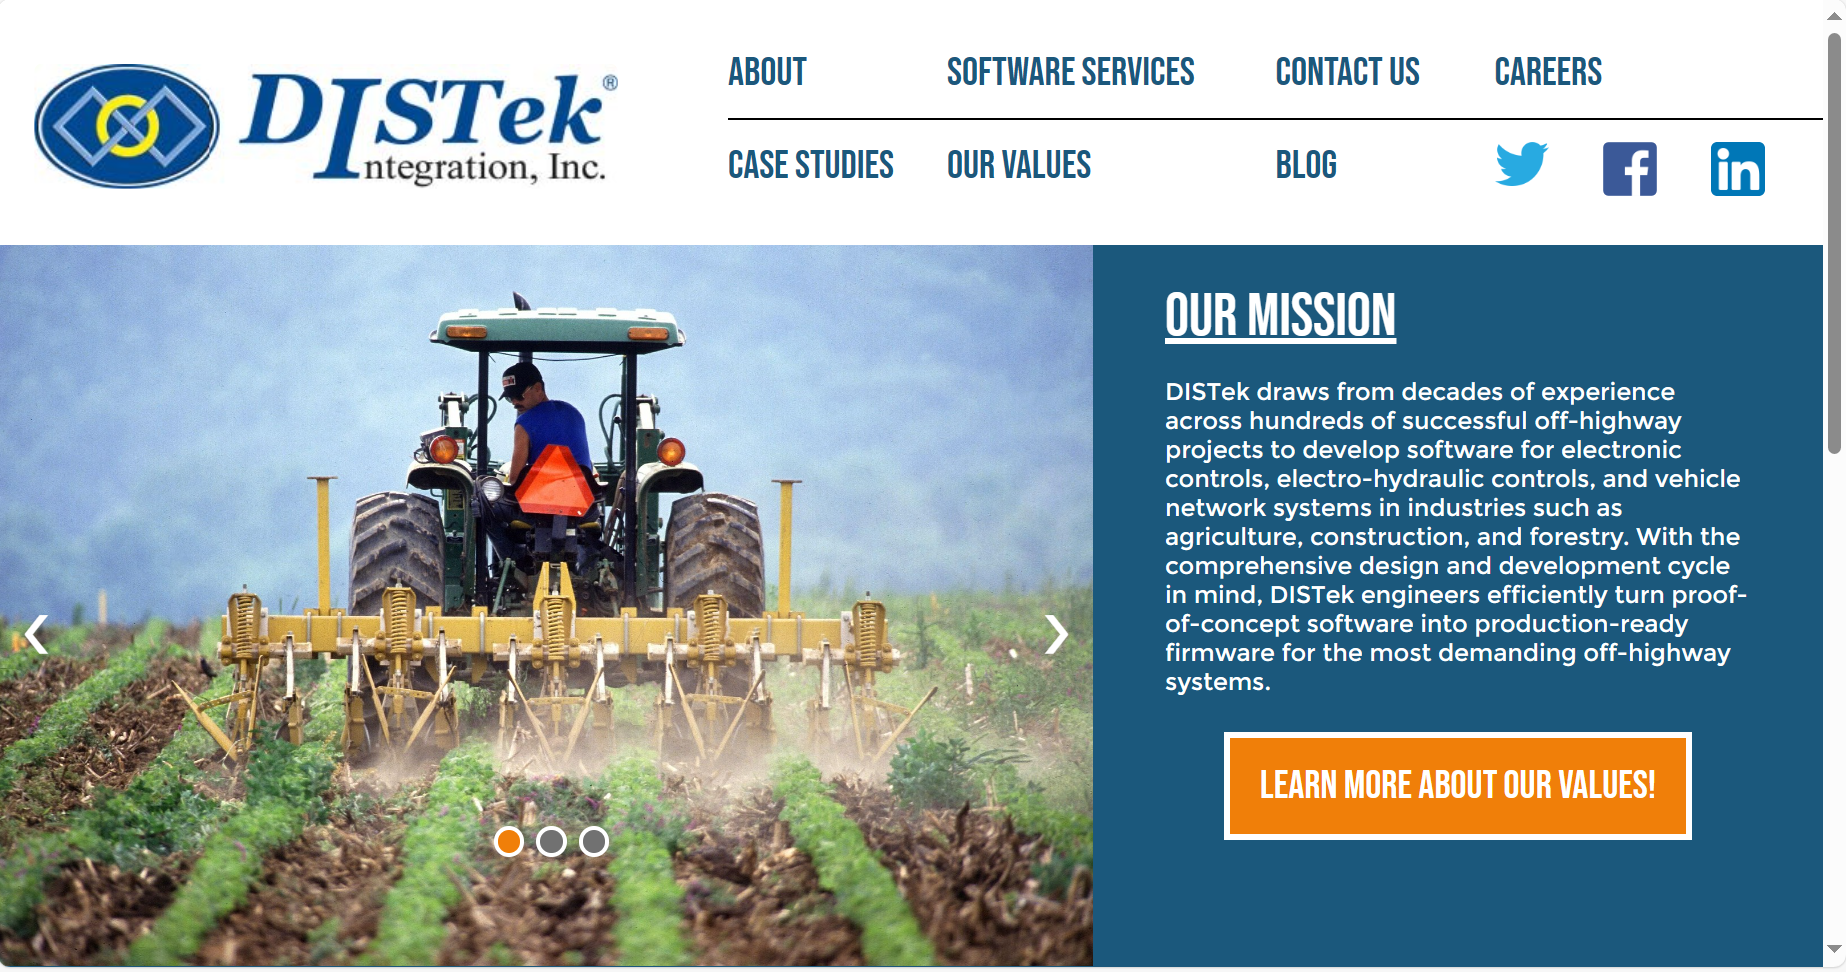 DISTek®
Integration, Inc.
ABOUT
SOFTWARE SERVICES
CONTACT US
CAREERS
CASE STUDIES
OUR VALUES
BLOG
in
OUR MISSION
DISTek draws from decades of experience
across hundreds of successful off-highway
projects to develop software for electronic
controls, electro-hydraulic controls, and vehicle
network systems in industries such as
agriculture, construction, and forestry. With the
comprehensive design and development cycle
in mind, DISTek engineers efficiently turn proof-
of-concept software into production-ready
firmware for the most demanding off-highway
systems.
LEARN MORE ABOUT OUR VALUES!